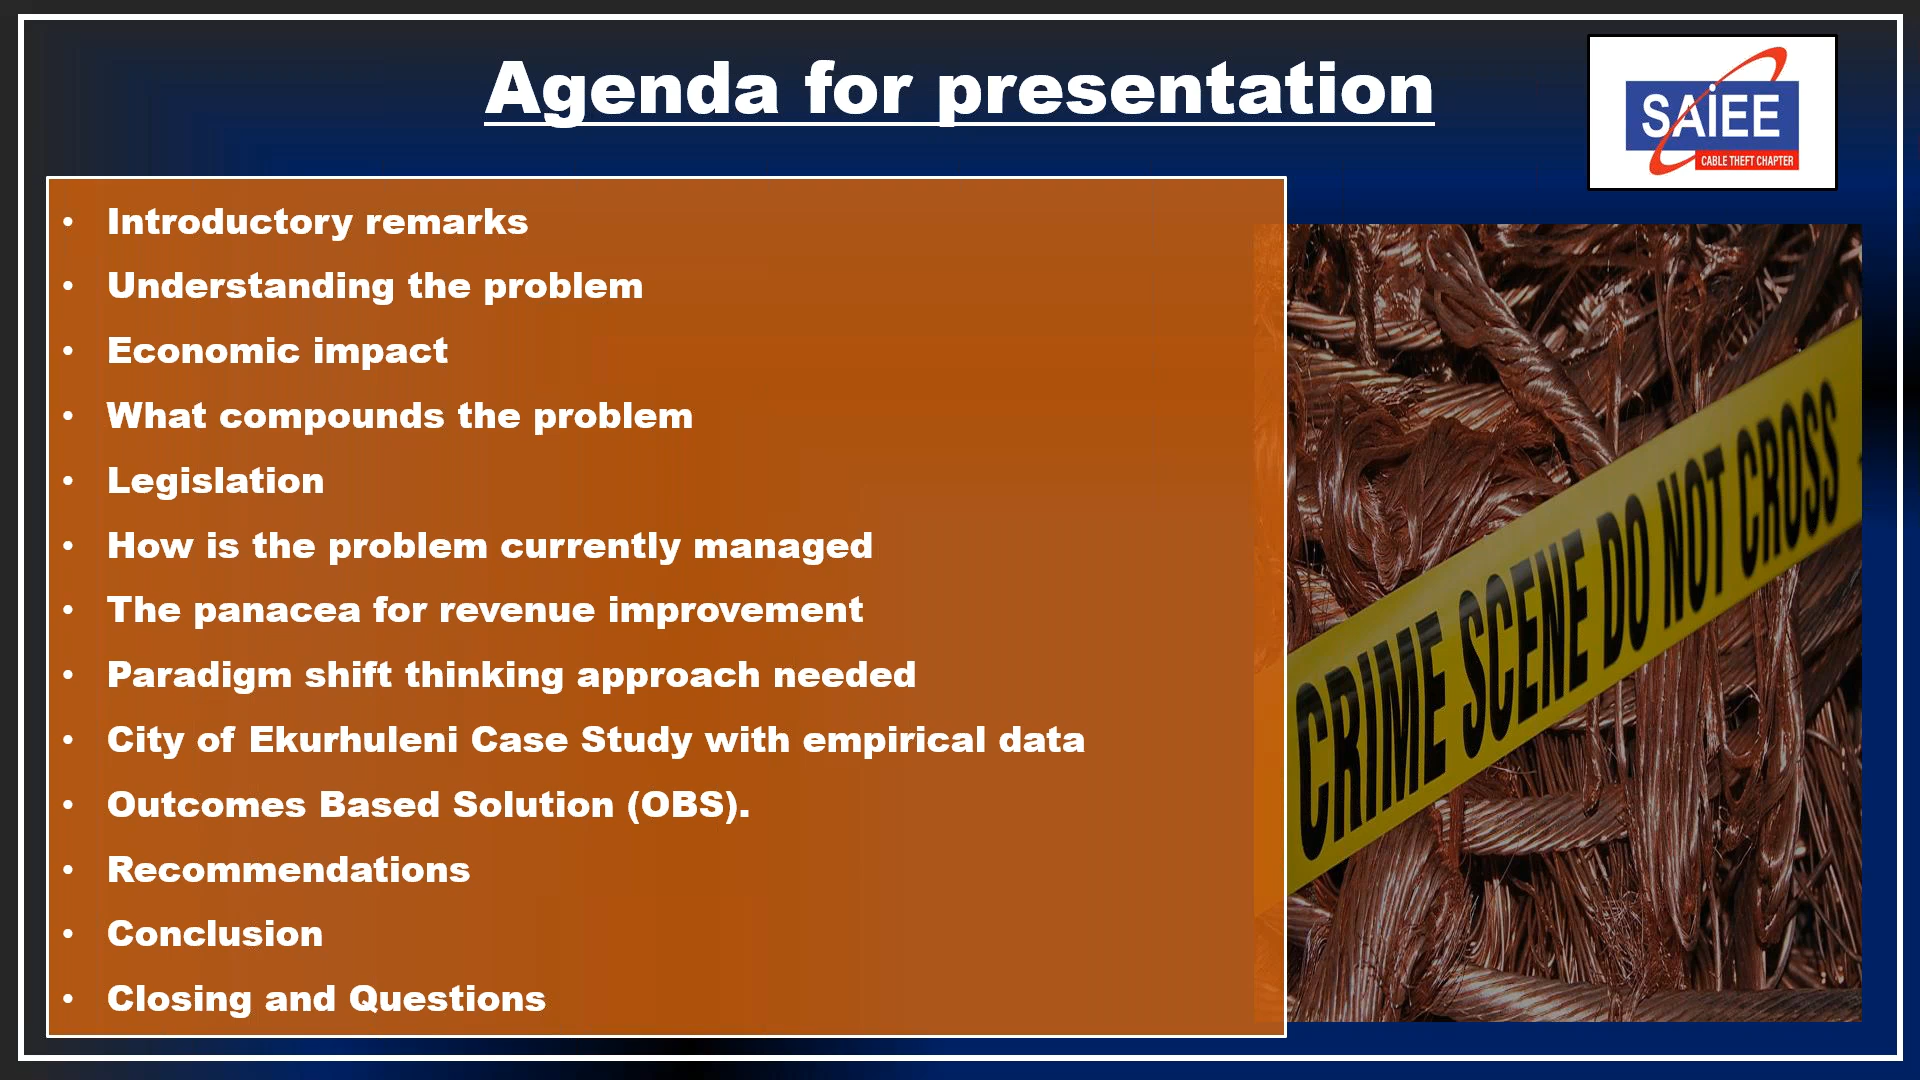 Agenda for presentation
SAiEE
CABLE THEFT CHAPTER
• Introductory remarks
• Understanding the problem
• Economic impact
• What compounds the problem
• Legislation
• How is the problem currently managed
• The panacea for revenue improvement
• Paradigm shift thinking approach needed
• City of Ekurhuleni Case Study with empirical data
• Outcomes Based Solution (OBS).
• Recommendations
• Conclusion
• Closing and Questions
CRIME SCENE DO NOT CROSS